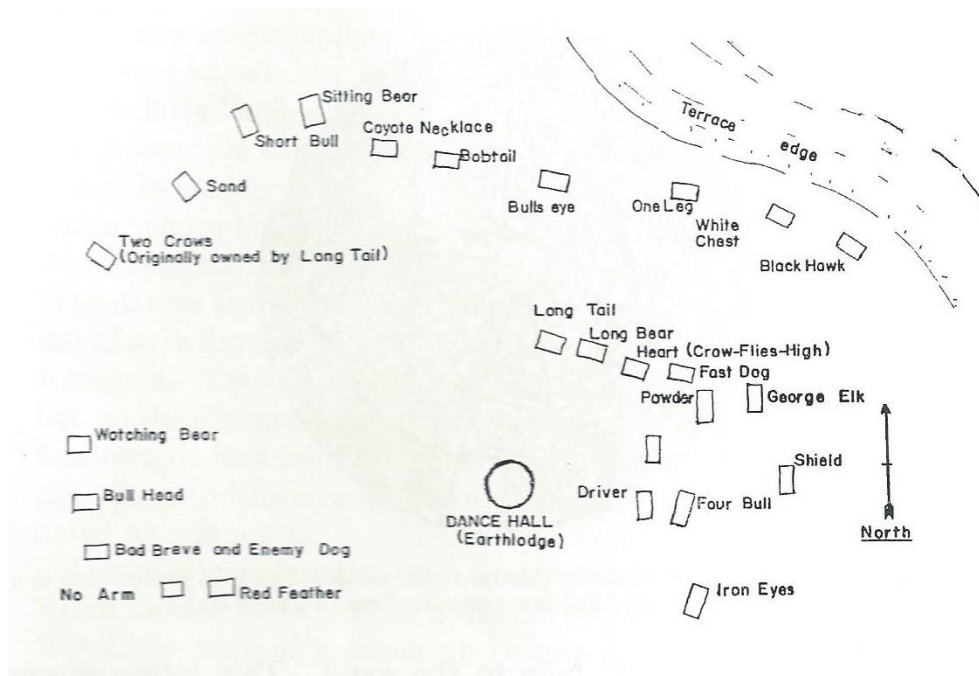 Sitting Bear
Short Bull
Coyote Necklace
Bobtail
Terrace
edge
Sand
Bulls eye
One Leg
White
Chest
Two Crows
(Originally owned by Long Tail)
Black Hawk
Long Tail
Long Bear
Heart (Crow-Flies-High)
Fast Dog
Powder
George Elk
Watching Bear
Shield
Bull Head
Driver
Four Bull
DANCE HALL
(Earthlodge)
North
Bad Brave and Enemy Dog
No Arm
Red Feather
Iron Eyes